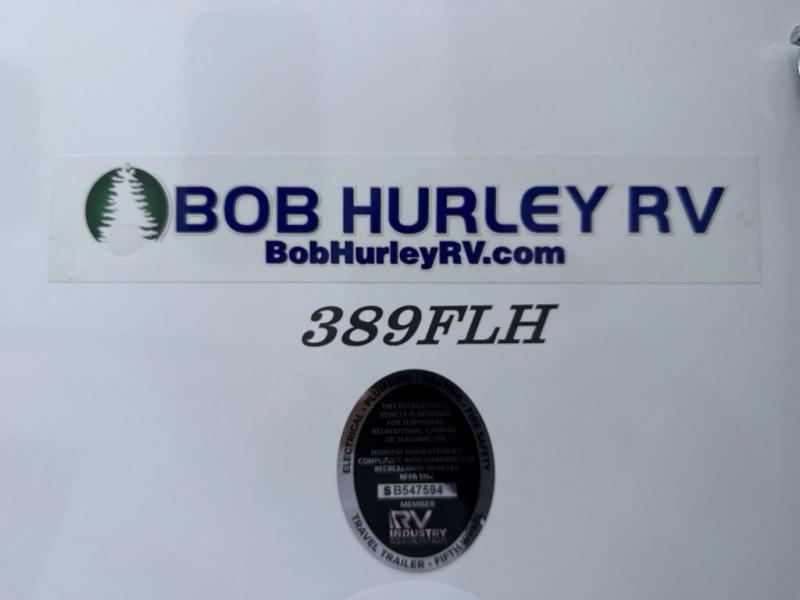 BOB HURLEY RV
BobHurleyRV.com
389FLH
ELECTRICAL • PLUMBING • HEATING • FIRE SAFETY
THIS RECREATIONAL
VEHICLE IS DESIGNED
FOR TEMPORARY
RECREATIONAL, CAMPING,
OR SEASONAL USE
MANUFACTURER CERTIFIES
COMPLIANCE WITH STANDARD FOR
RECREATIONAL VEHICLES
NFPA 1192
SB547594
MEMBER
RV
INDUSTRY
ASSOCIATION
TRAVEL TRAILER • FIFTH WHEEL